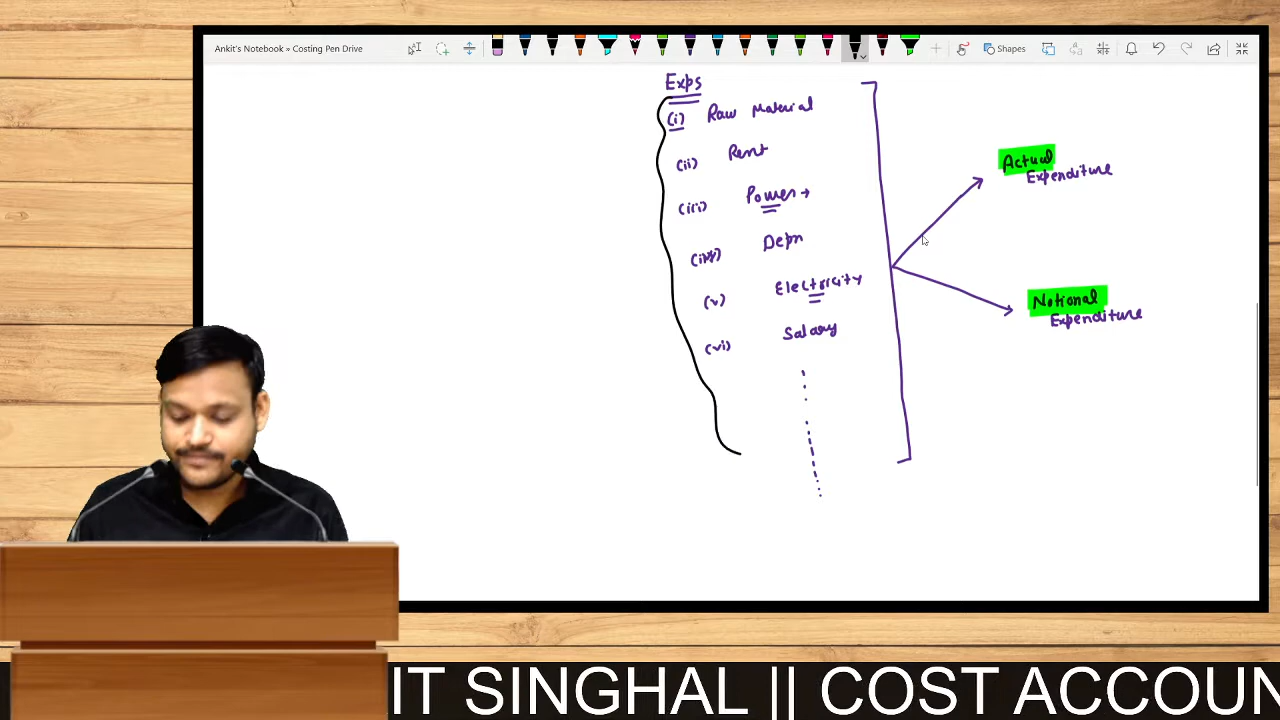 Ankit's Notebook » Costing Pen Drive
Shapes
Exps
(i) Raw Material
(ii) Rent
(iii) Power →
(iv) Depn
(v) Electricity
(vi) Salary
Actual
Expenditure
Notional
Expenditure
IT SINGHAL || COST ACCOUN